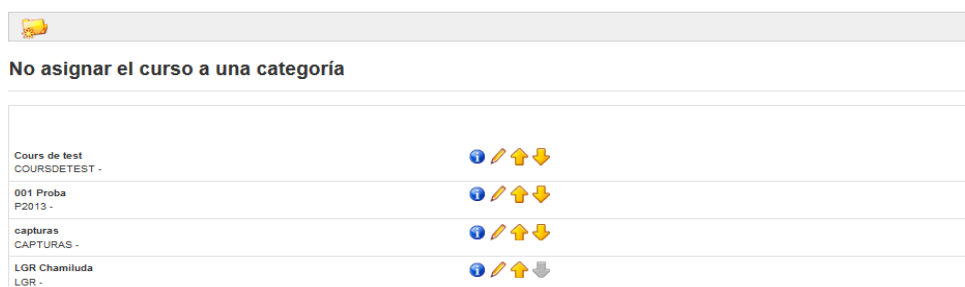 No asignar el curso a una categoría
Cours de test
COURSDETEST -
001 Proba
P2013 -
capturas
CAPTURAS -
LGR Chamiluda
LGR -